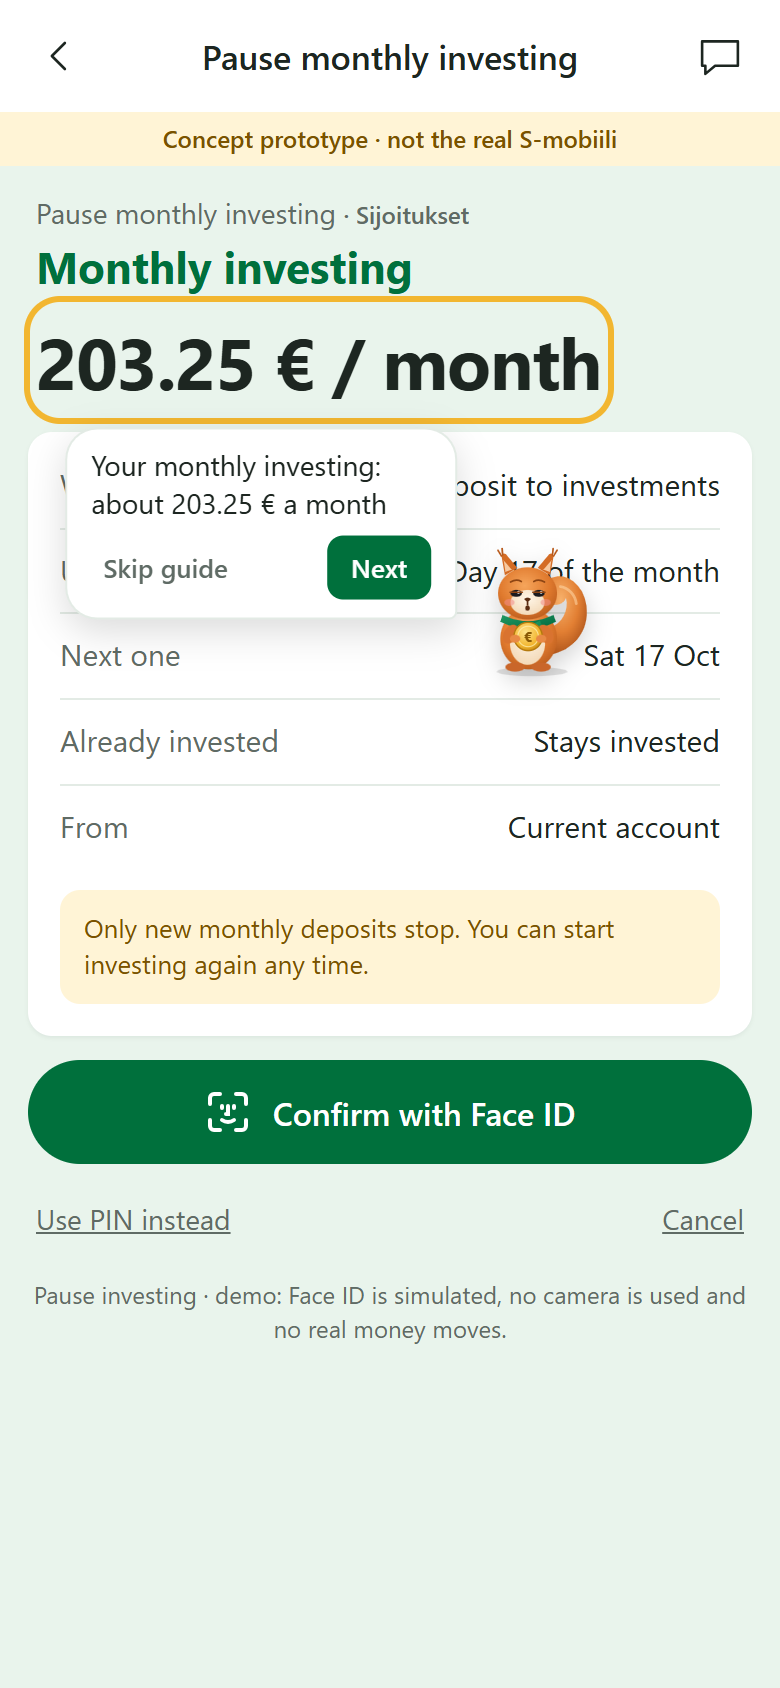 Pause monthly investing
Concept prototype · not the real S-mobiili
Pause monthly investing · Sijoitukset
Monthly investing
203.25 € / month
Your monthly investing:
about 203.25 € a month
Skip guide
Next
to investments
Day of the month
Next one
Sat 17 Oct
Already invested
Stays invested
From
Current account
Only new monthly deposits stop. You can start
investing again any time.
Confirm with Face ID
Use PIN instead
Cancel
Pause investing · demo: Face ID is simulated, no camera is used and
no real money moves.